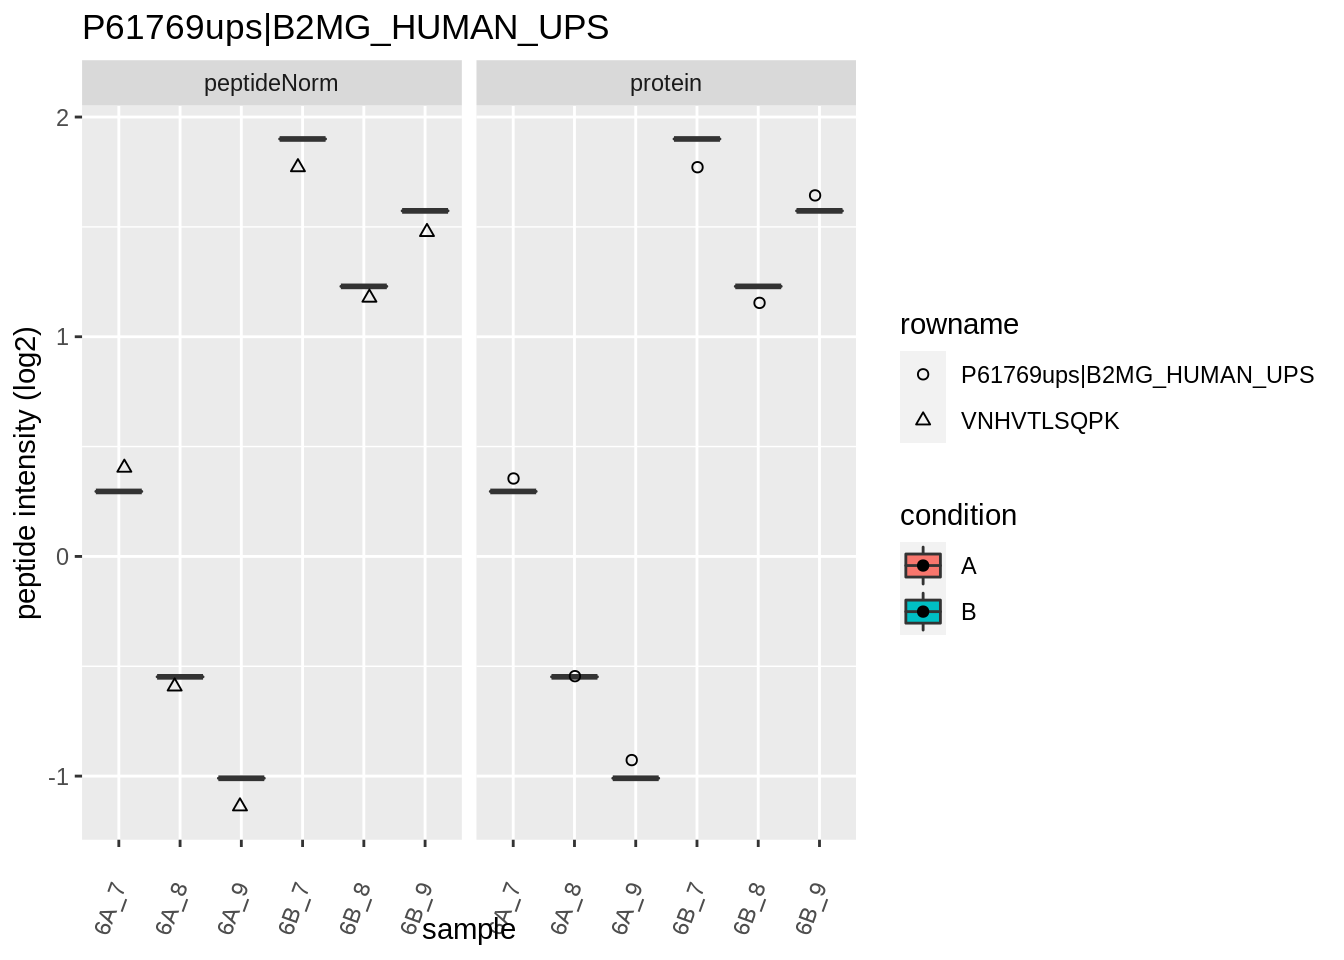 P61769ups|B2MG_HUMAN_UPS
peptideNorm
protein
2
1
0
-1
peptide intensity (log2)
6A_7
6A_8
6A_9
6B_7
6B_8
6B_9
6A_7
6A_8
6A_9
6B_7
6B_8
6B_9
sample
rowname
P61769ups|B2MG_HUMAN_UPS
VNHVTLSQPK
condition
A
B